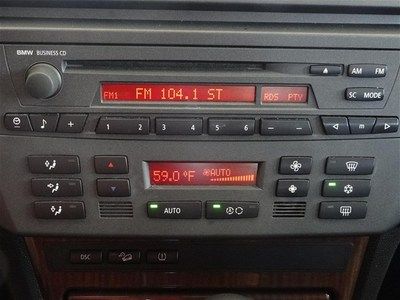 BMW BUSINESS CD
AM FM
FM1 FM 104.1 ST RDS PTY
SC MODE
1 2 3 4 5 6
m
59.0 °F AUTO
AUTO
DSC